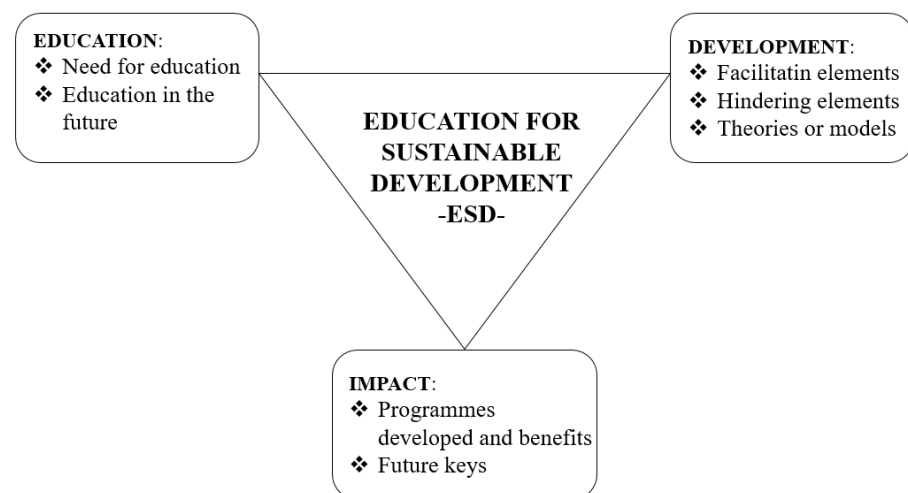 EDUCATION:
❖ Need for education
❖ Education in the
future
DEVELOPMENT:
❖ Facilitatin elements
❖ Hindering elements
❖ Theories or models
EDUCATION FOR
SUSTAINABLE
DEVELOPMENT
-ESD-
IMPACT:
❖ Programmes
developed and benefits
❖ Future keys